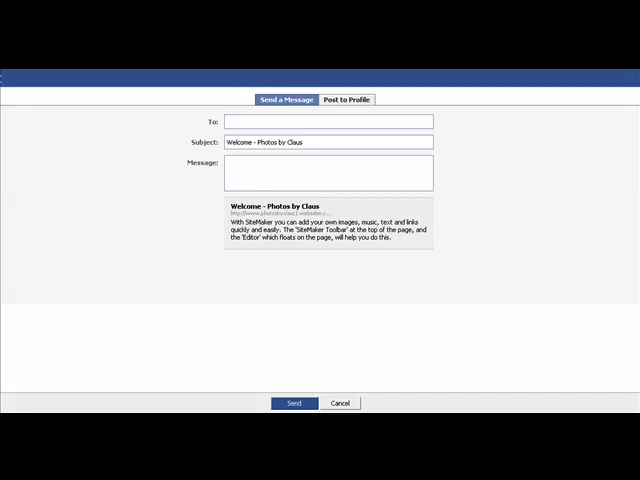 Send a Message Post to Profile
To:
Subject: Welcome - Photos by Claus
Message:
Welcome - Photos by Claus
With SiteMaker you can add your own images, music, text and links
quickly and easily. The 'SiteMaker Toolbar' at the top of the page, and
the 'Editor' which floats on the page, will help you do this.
Send Cancel